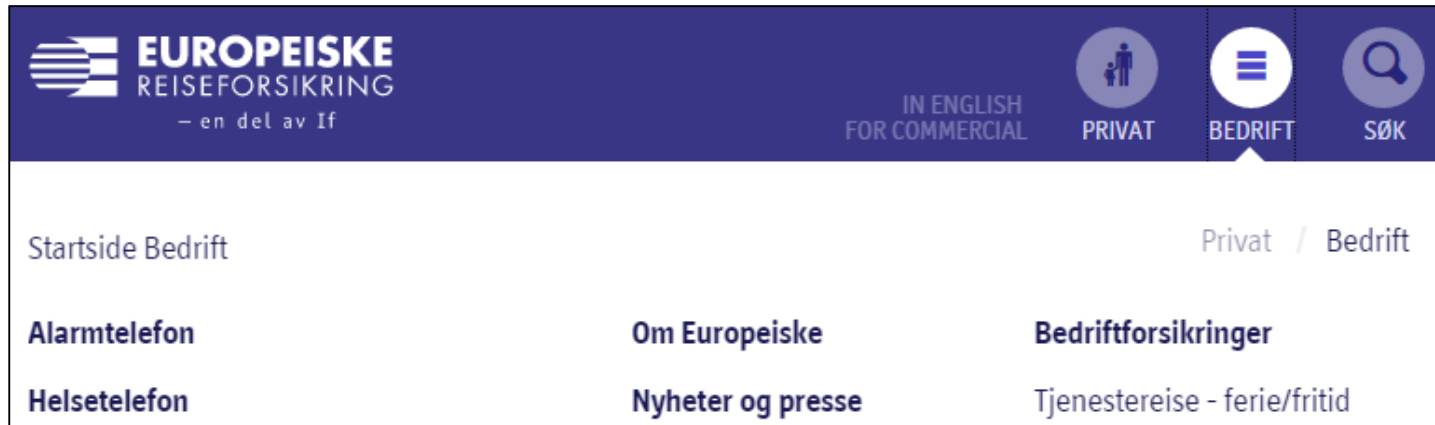 EUROPEISKE
REISEFORSIKRING
– en del av If
IN ENGLISH
FOR COMMERCIAL
PRIVAT
BEDRIFT
SØK
Startside Bedrift
Privat / Bedrift
Alarmtelefon
Om Europeiske
Bedriftforsikringer
Helsetelefon
Nyheter og presse
Tjenestereise - ferie/fritid